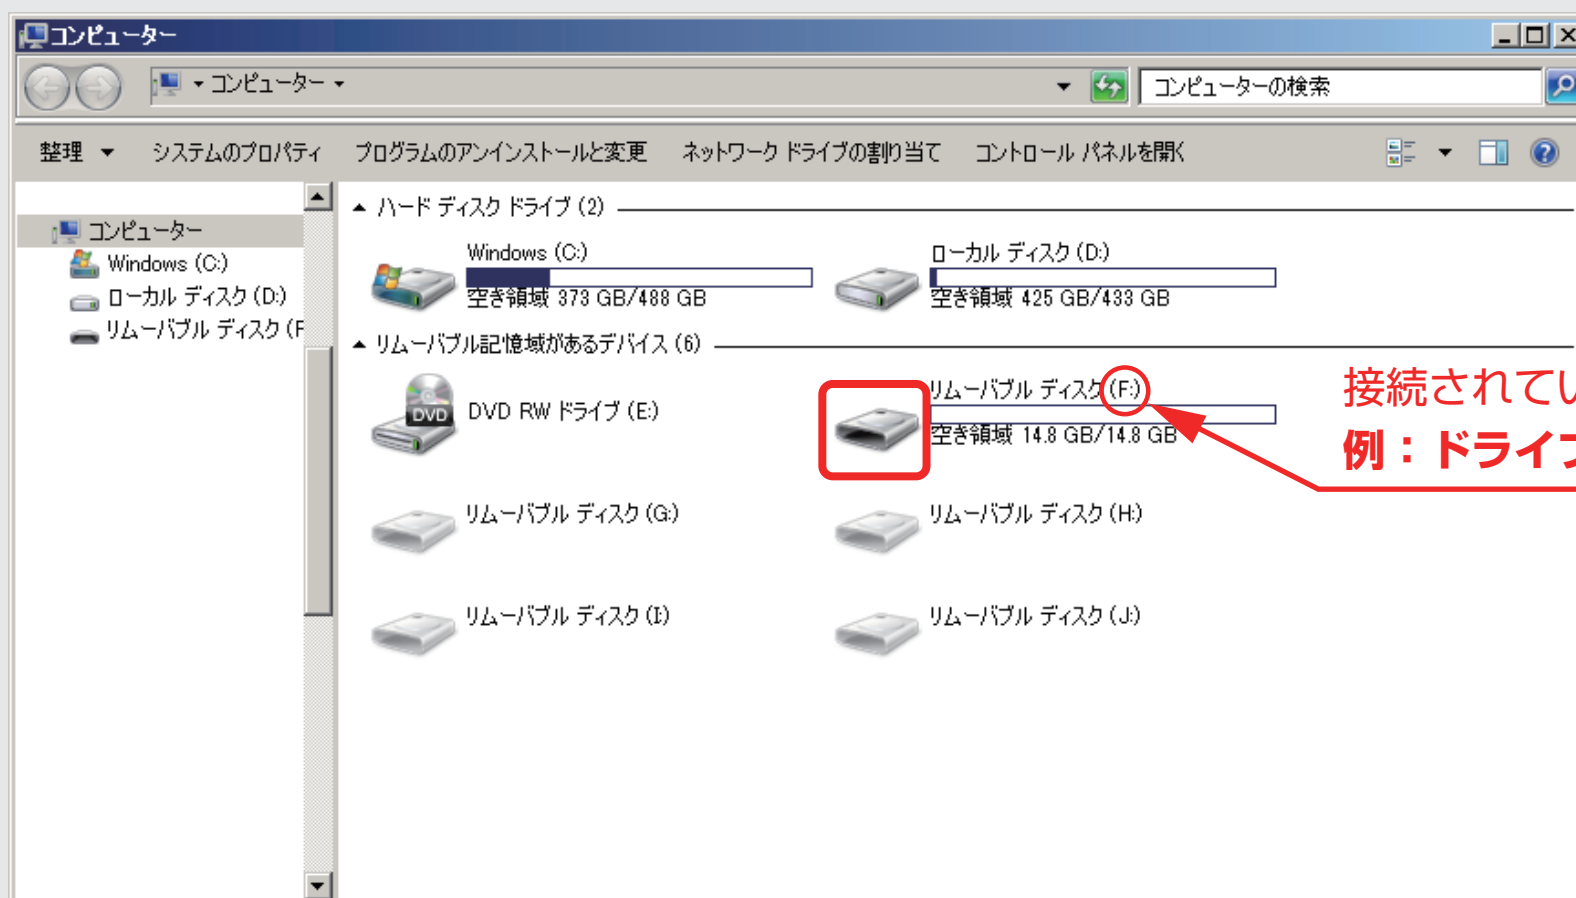 コンピューター
コンピューター
コンピューターの検索
整理 システムのプロパティ プログラムのアンインストールと変更 ネットワーク ドライブの割り当て コントロール パネルを開く
コンピューター
Windows (C:)
ローカル ディスク (D:)
リムーバブル ディスク (F
ハード ディスク ドライブ (2)
Windows (C:)
空き領域 373 GB/488 GB
ローカル ディスク (D:)
空き領域 425 GB/433 GB
リムーバブル記憶域があるデバイス (6)
DVD
DVD RW ドライブ (E:)
リムーバブル ディスク (F:)
空き領域 14.8 GB/14.8 GB
接続されてい
例：ドライブ
リムーバブル ディスク (G:)
リムーバブル ディスク (H:)
リムーバブル ディスク (I:)
リムーバブル ディスク (J:)